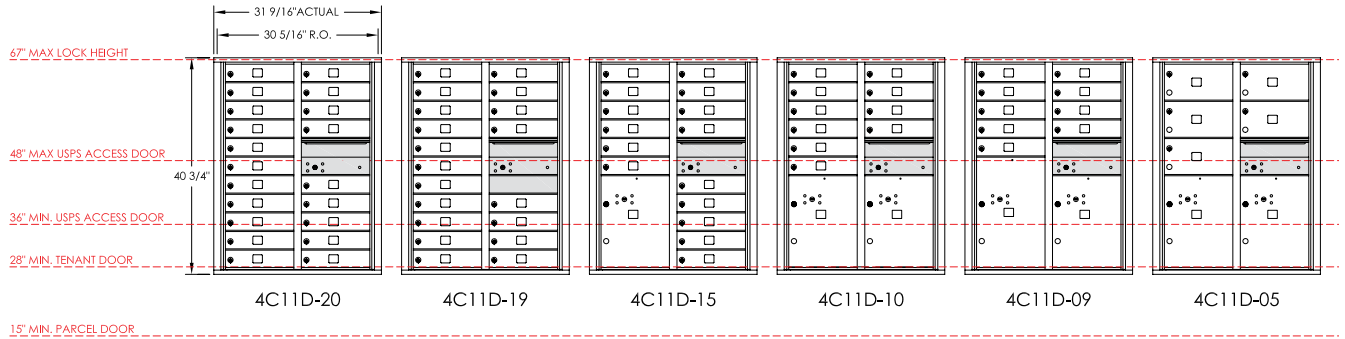 31 9/16"ACTUAL
30 5/16" R.O.
67" MAX LOCK HEIGHT
48" MAX USPS ACCESS DOOR
40 3/4"
36" MIN. USPS ACCESS DOOR
28" MIN. TENANT DOOR
4C11D-20 4C11D-19 4C11D-15 4C11D-10 4C11D-09 4C11D-05
15" MIN. PARCEL DOOR